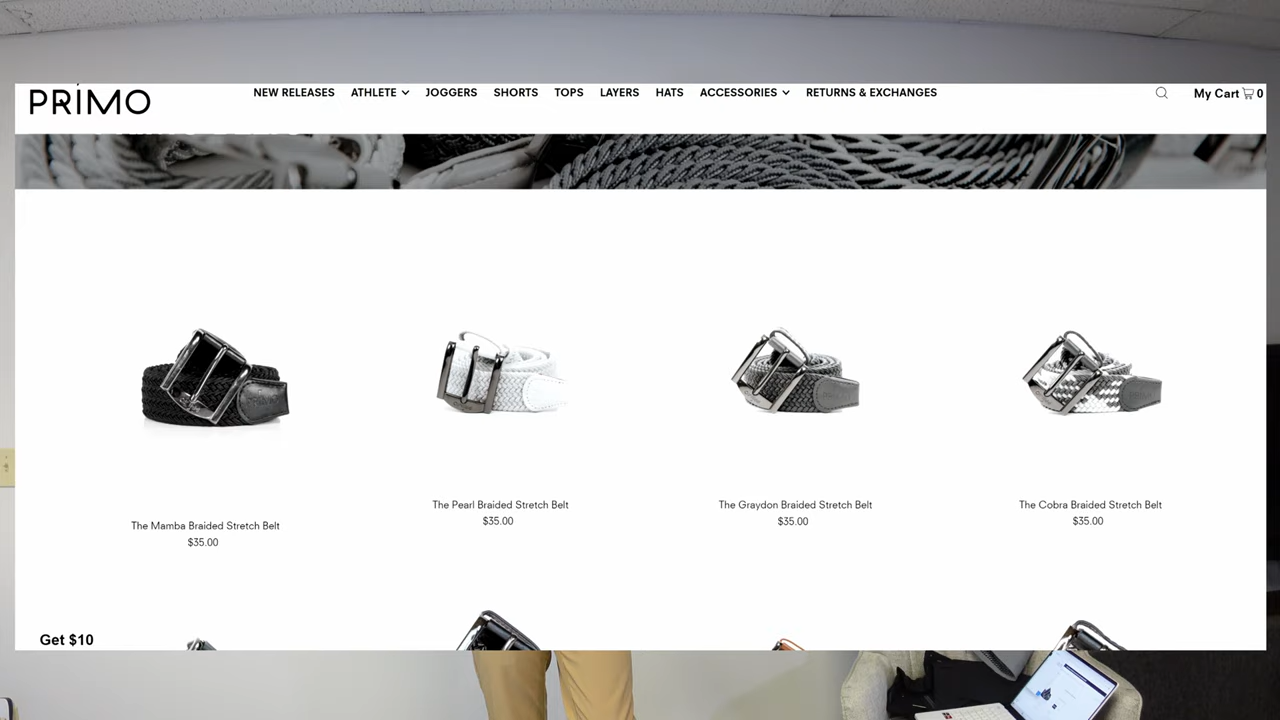 PRIMO
NEW RELEASES ATHLETE JOGGERS SHORTS TOPS LAYERS HATS ACCESSORIES RETURNS & EXCHANGES
My Cart 0
The Mamba Braided Stretch Belt
$35.00
The Pearl Braided Stretch Belt
$35.00
The Graydon Braided Stretch Belt
$35.00
The Cobra Braided Stretch Belt
$35.00
Get $10